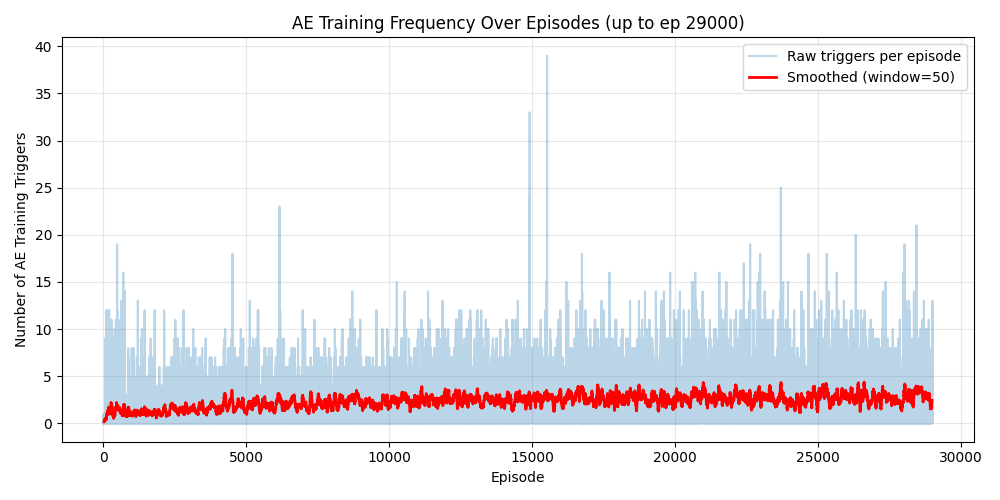 AE Training Frequency Over Episodes (up to ep 29000)
Raw triggers per episode
Smoothed (window=50)
Number of AE Training Triggers
40
35
30
25
20
15
10
5
0
0 5000 10000 15000 20000 25000 30000
Episode